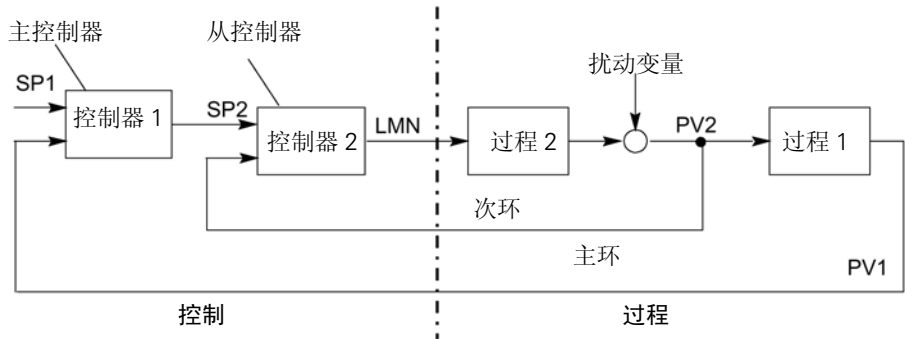 主控制器
从控制器
SP1
控制器 1
SP2
控制器 2
LMN
过程 2
扰动变量
PV2
过程 1
次环
主环
PV1
控制
过程